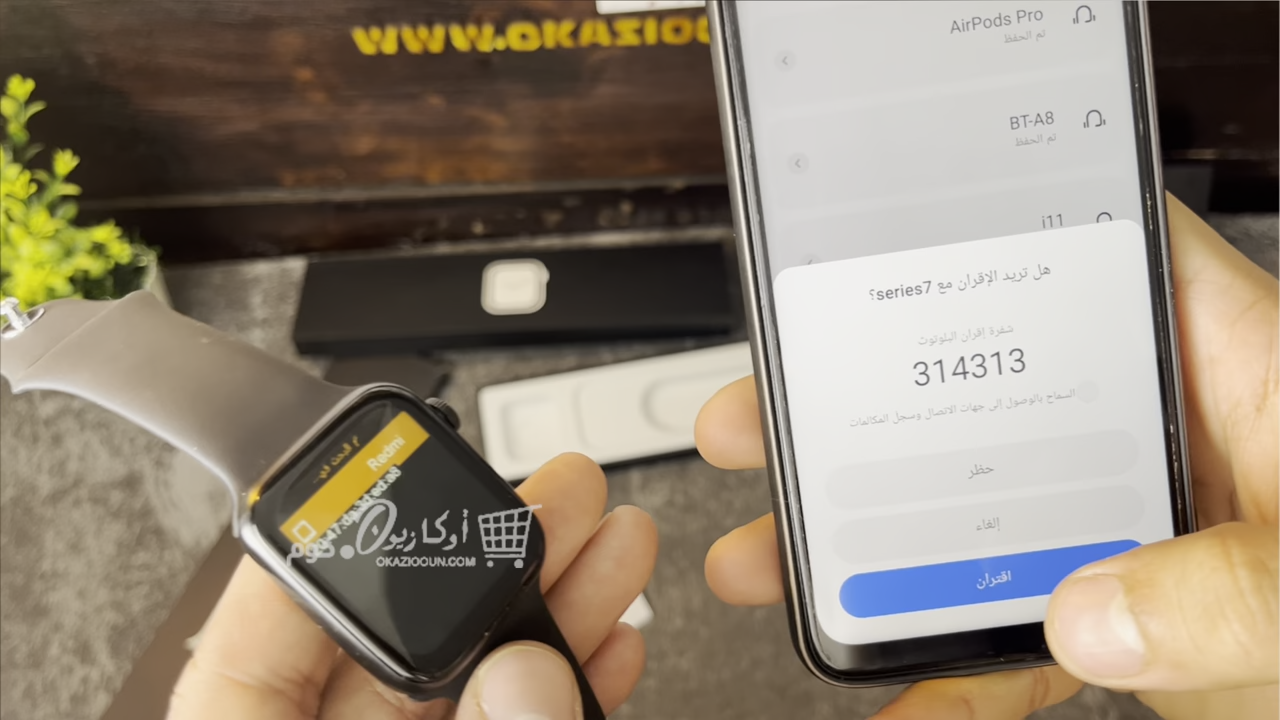 WWW.OKAZIOU
AirPods Pro
تم الحفظ
BT-A8
تم الحفظ
i11
هل تريد الإقران مع series7؟
شفرة إقران البلوتوث
314313
السماح بالوصول إلى جهات الاتصال وسجل المكالمات
حظر
إلغاء
اقتران
Redmi
أوكازيون.كوم
OKAZIOOUN.COM